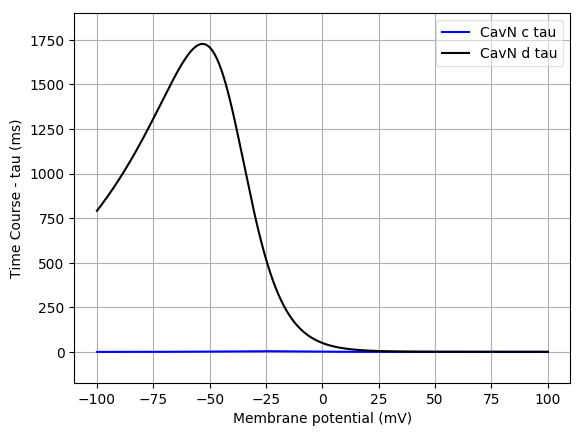 CavN c tau
CavN d tau
Time Course - tau (ms)
1750
1500
1250
1000
750
500
250
0
−100 −75 −50 −25 0 25 50 75 100
Membrane potential (mV)